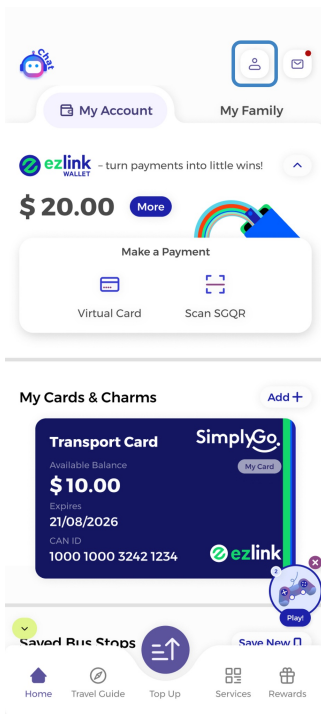 Chat
My Account
My Family
ezlink WALLET – turn payments into little wins!
$ 20.00 More
Make a Payment
Virtual Card Scan SGQR
My Cards & Charms Add +
Transport Card SimplyGo.
Available Balance My Card
$ 10.00
Expires
21/08/2026
CAN ID
1000 1000 3242 1234 ezlink
2
Play!
Saved Bus Stops Save New
Home Travel Guide Top Up Services Rewards